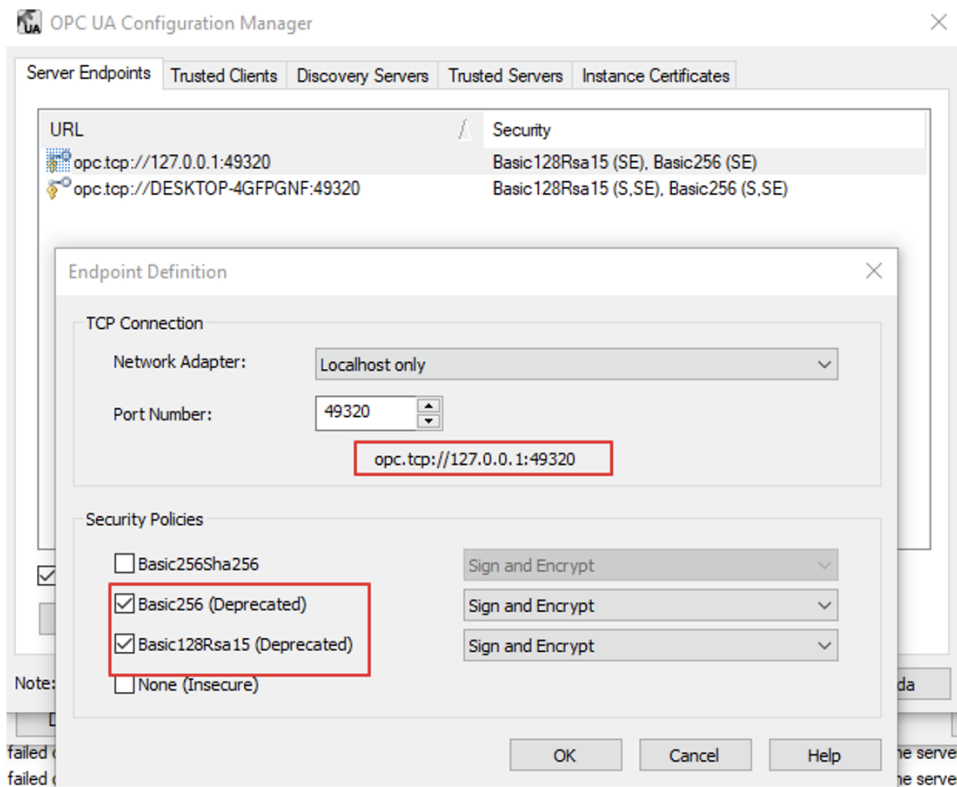 OPC UA Configuration Manager
Server Endpoints Trusted Clients Discovery Servers Trusted Servers Instance Certificates
URL / Security
opc.tcp://127.0.0.1:49320 Basic128Rsa15 (SE), Basic256 (SE)
opc.tcp://DESKTOP-4GFPGNF:49320 Basic128Rsa15 (S,SE), Basic256 (S,SE)
Endpoint Definition
TCP Connection
Network Adapter: Localhost only
Port Number: 49320
opc.tcp://127.0.0.1:49320
Security Policies
Basic256Sha256 Sign and Encrypt
Basic256 (Deprecated) Sign and Encrypt
Basic128Rsa15 (Deprecated) Sign and Encrypt
None (Insecure)
Note: da
OK Cancel Help
failed
failed